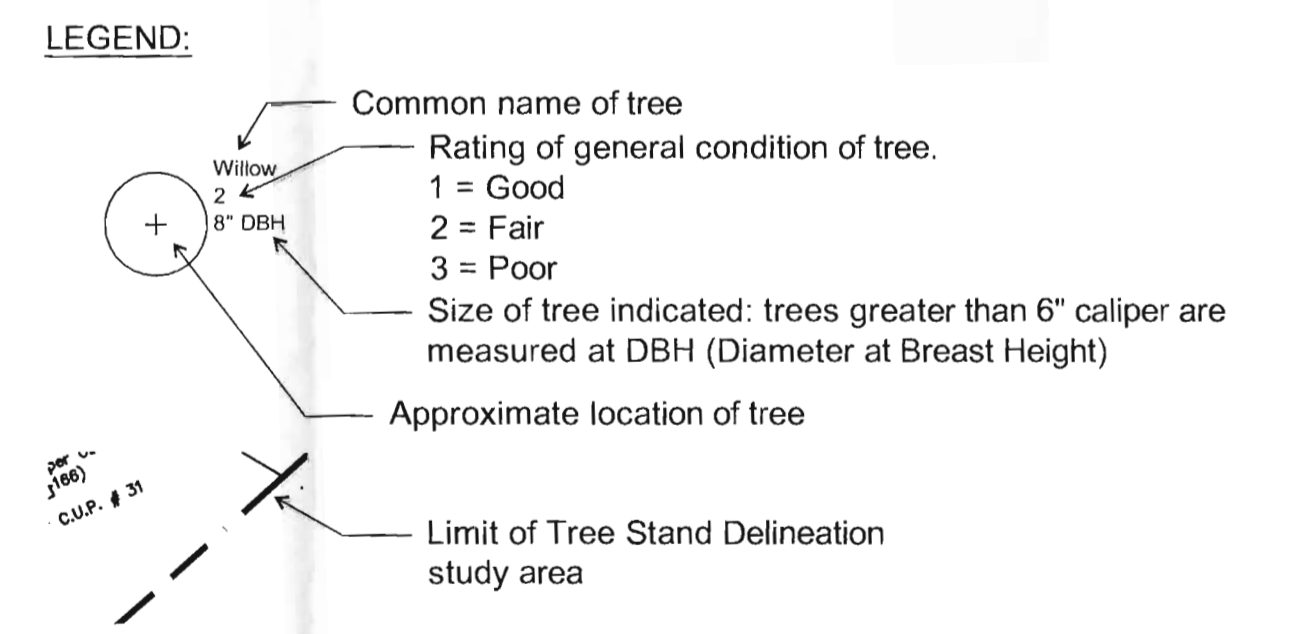 LEGEND:
Common name of tree
Willow
2
8" DBH
Rating of general condition of tree.
1 = Good
2 = Fair
3 = Poor
Size of tree indicated: trees greater than 6" caliper are
measured at DBH (Diameter at Breast Height)
Approximate location of tree
per
166)
C.U.P. # 31
Limit of Tree Stand Delineation
study area